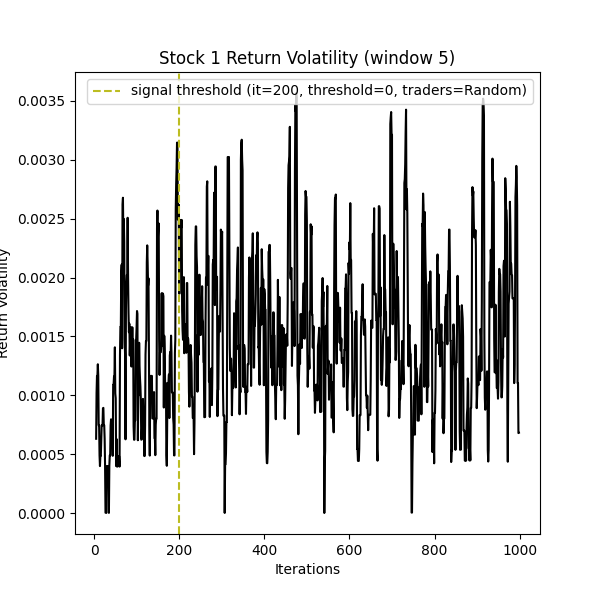 Stock 1 Return Volatility (window 5)
signal threshold (it=200, threshold=0, traders=Random)
0.0035
0.0030
0.0025
0.0020
0.0015
0.0010
0.0005
0.0000
Return Volatility
0 200 400 600 800 1000
Iterations